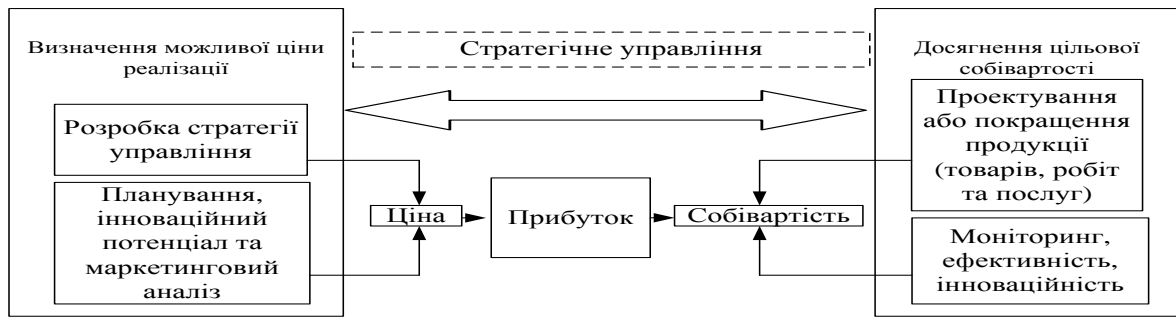 Визначення можливої ціни
реалізації
Розробка стратегії
управління
Планування,
інноваційний
потенціал та
маркетинговий
аналіз
Стратегічне управління
Ціна
Прибуток
Собівартість
Досягнення цільової
собівартості
Проектування
або покращення
продукції
(товарів, робіт
та послуг)
Моніторинг,
ефективність,
інноваційність